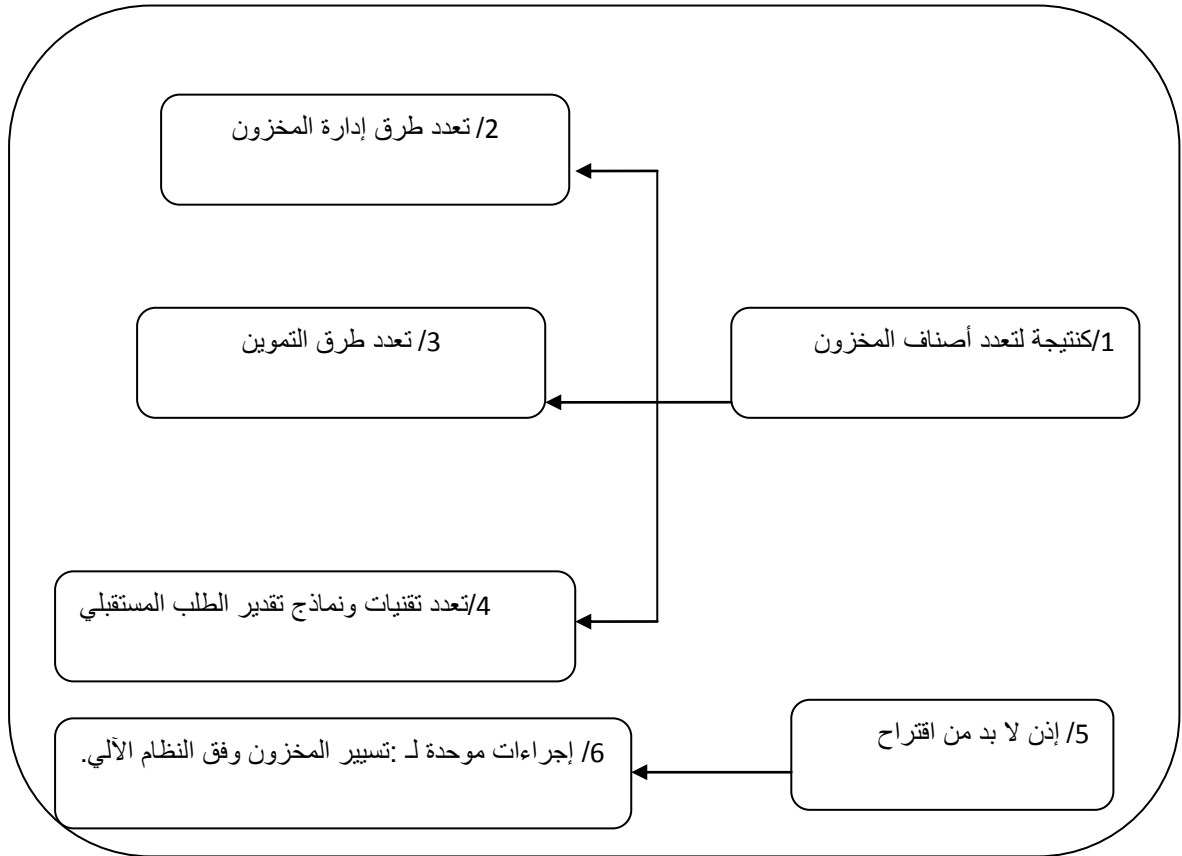 1/كنتيجة لتعدد أصناف المخزون
2/ تعدد طرق إدارة المخزون
3/ تعدد طرق التموين
4/تعدد تقنيات ونماذج تقدير الطلب المستقبلي
5/ إذن لا بد من اقتراح
6/ إجراءات موحدة لـ :تسيير المخزون وفق النظام الآلي.